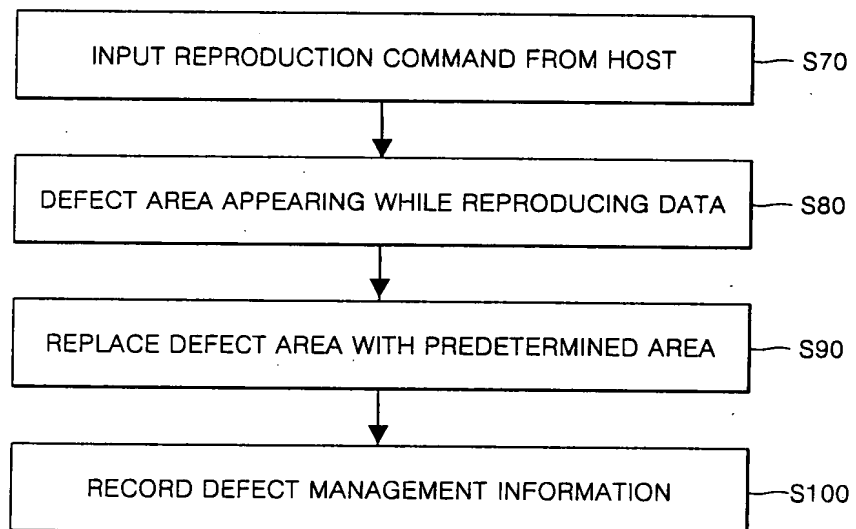 INPUT REPRODUCTION COMMAND FROM HOST S70
DEFECT AREA APPEARING WHILE REPRODUCING DATA S80
REPLACE DEFECT AREA WITH PREDETERMINED AREA S90
RECORD DEFECT MANAGEMENT INFORMATION S100